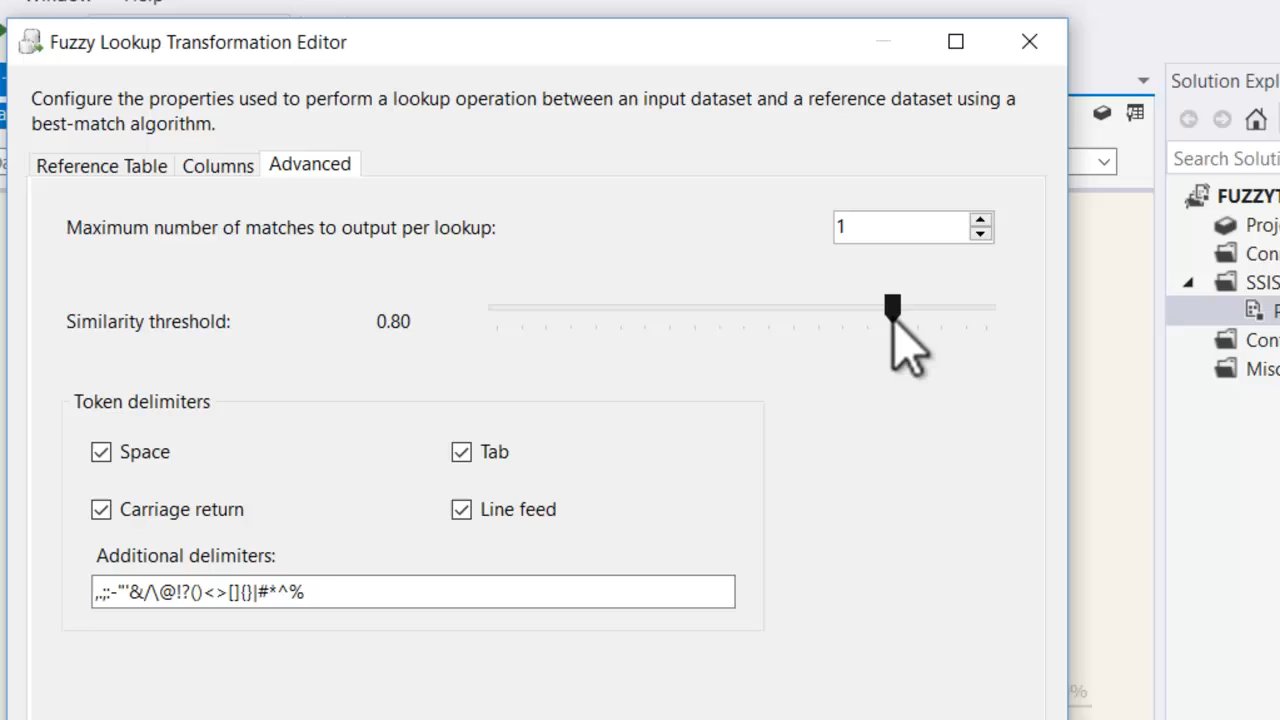 Window Help
Fuzzy Lookup Transformation Editor
Configure the properties used to perform a lookup operation between an input dataset and a reference dataset using a
best-match algorithm.
Reference Table Columns Advanced
Maximum number of matches to output per lookup:
1
Similarity threshold:
0.80
Token delimiters
Space
Tab
Carriage return
Line feed
Additional delimiters:
,.;:-"'&/\@!?()<>[]{}|#*^%
%
Solution Expl
Search Soluti
FUZZYT
Proje
Con
SSIS
P
Con
Misc